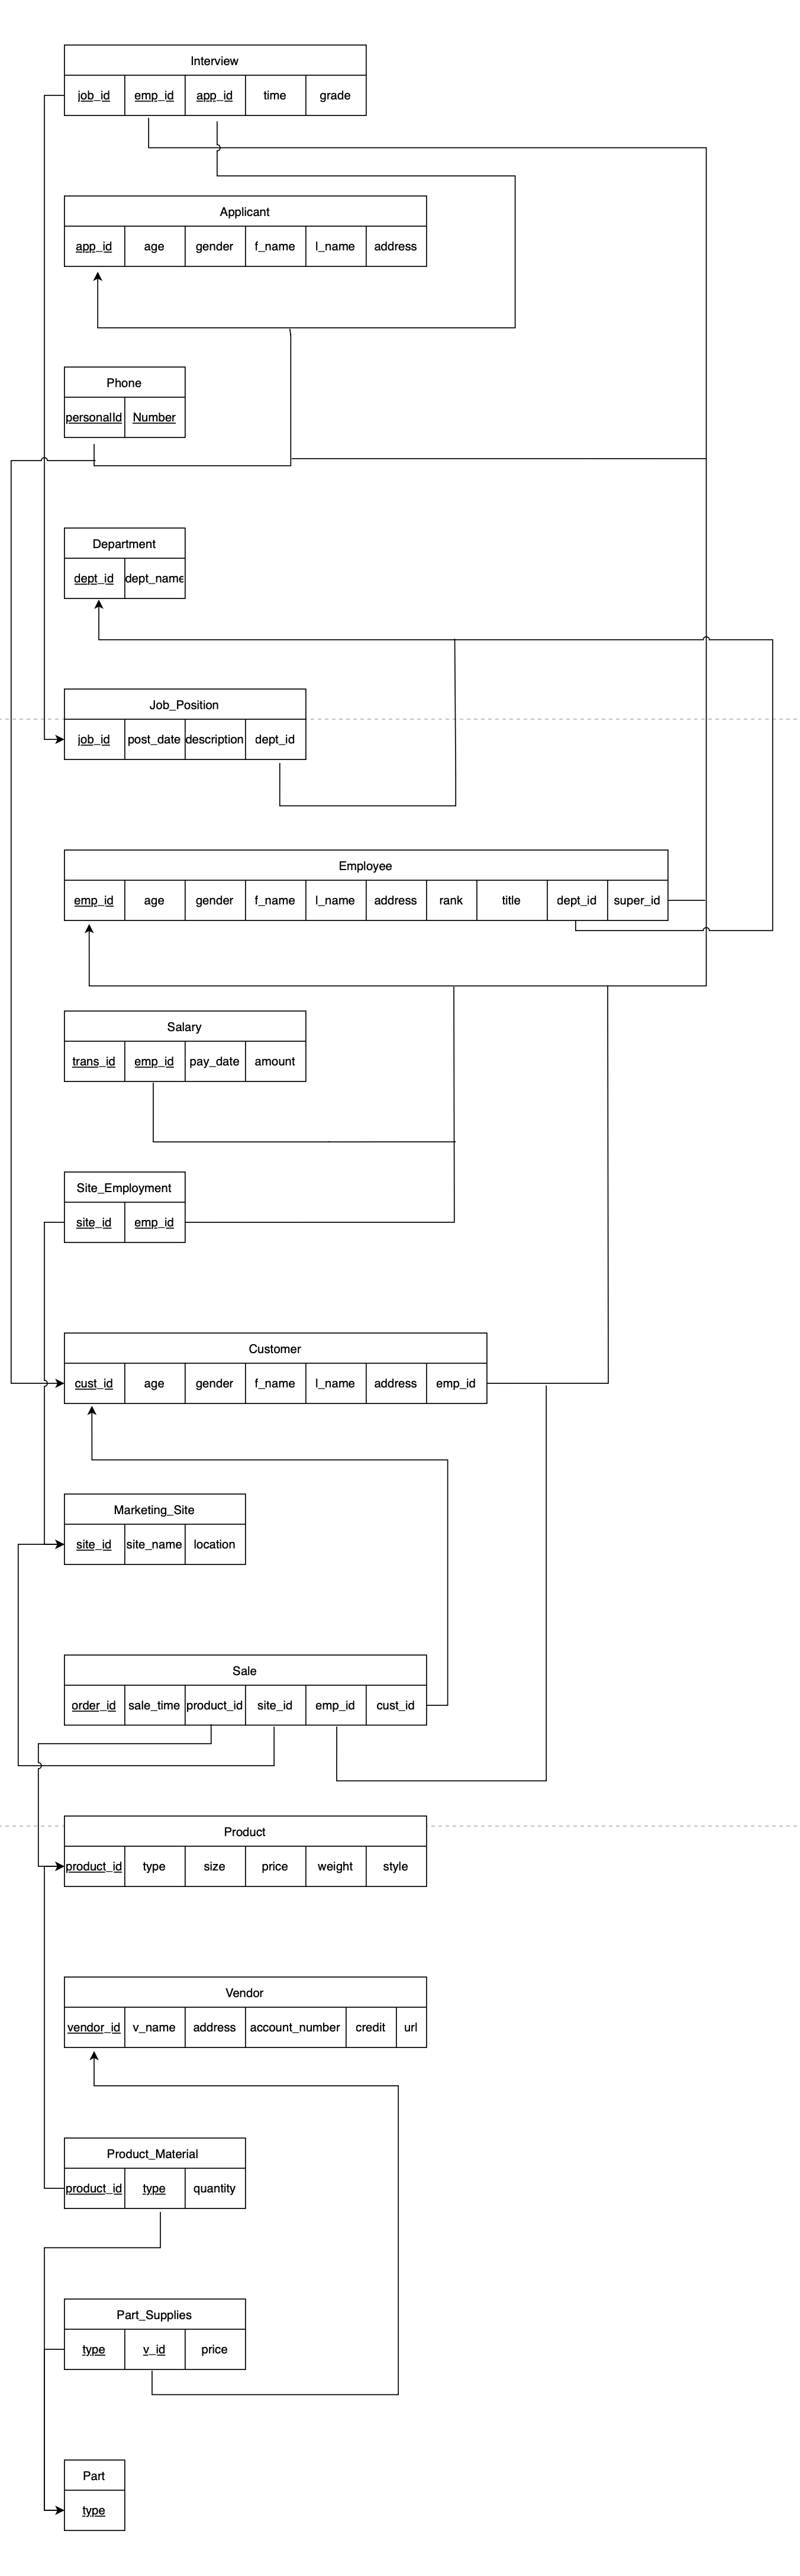 Interview
job_id emp_id app_id time grade
Applicant
app_id age gender f_name l_name address
Phone
personalId Number
Department
dept_id dept_name
Job_Position
job_id post_date description dept_id
Employee
emp_id age gender f_name l_name address rank title dept_id super_id
Salary
trans_id emp_id pay_date amount
Site_Employment
site_id emp_id
Customer
cust_id age gender f_name l_name address emp_id
Marketing_Site
site_id site_name location
Sale
order_id sale_time product_id site_id emp_id cust_id
Product
product_id type size price weight style
Vendor
vendor_id v_name address account_number credit url
Product_Material
product_id type quantity
Part_Supplies
type v_id price
Part
type